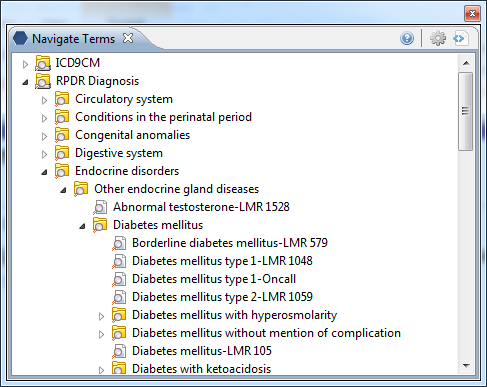 Navigate Terms
ICD9CM
RPDR Diagnosis
Circulatory system
Conditions in the perinatal period
Congenital anomalies
Digestive system
Endocrine disorders
Other endocrine gland diseases
Abnormal testosterone-LMR 1528
Diabetes mellitus
Borderline diabetes mellitus-LMR 579
Diabetes mellitus type 1-LMR 1048
Diabetes mellitus type 1-Oncall
Diabetes mellitus type 2-LMR 1059
Diabetes mellitus with hyperosmolarity
Diabetes mellitus without mention of complication
Diabetes mellitus-LMR 105
Diabetes with ketoacidosis